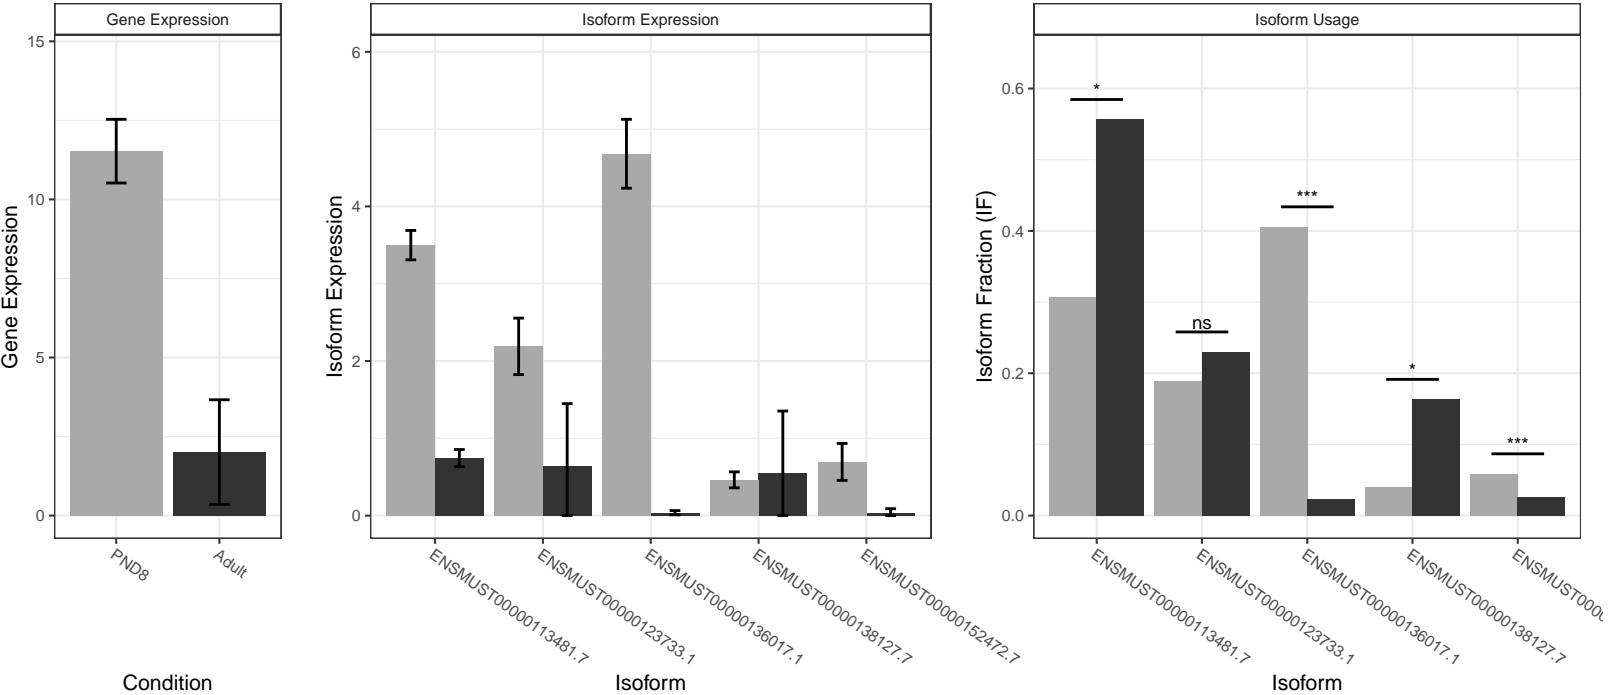 Gene Expression
Gene Expression
15
10
5
0
PND8
Adult
Condition
Isoform Expression
Isoform Expression
6
4
2
0
ENSMUST00000113481.7
ENSMUST00000123733.1
ENSMUST00000136017.1
ENSMUST00000138127.7
ENSMUST00000152472.7
Isoform
Isoform Usage
Isoform Fraction (IF)
0.6
0.4
0.2
0.0
*
ns
***
*
***
ENSMUST00000113481.7
ENSMUST00000123733.1
ENSMUST00000136017.1
ENSMUST00000138127.7
Isoform